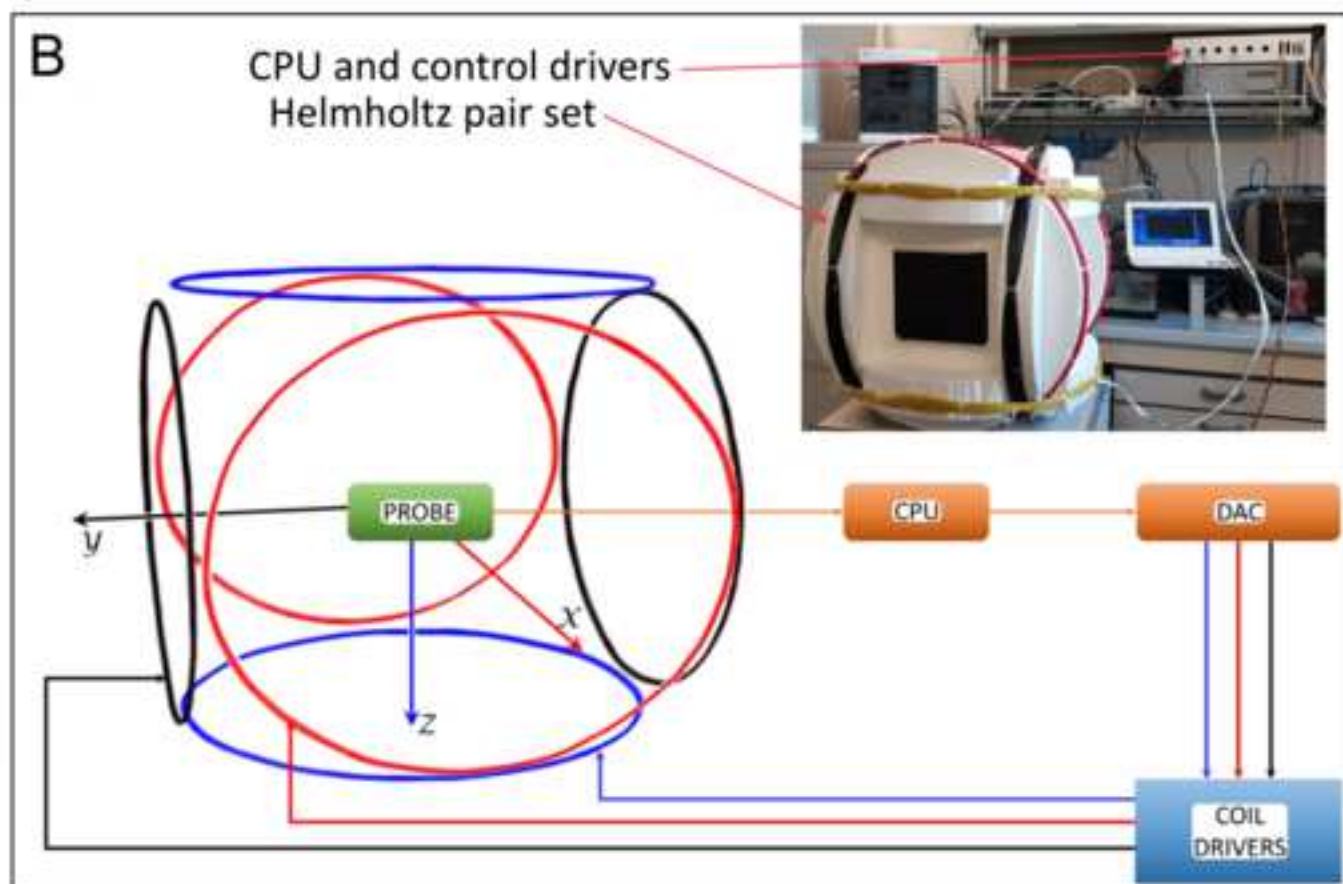 B
CPU and control drivers
Helmholtz pair set
PROBE
CPU
DAC
y
x
z
COIL
DRIVERS